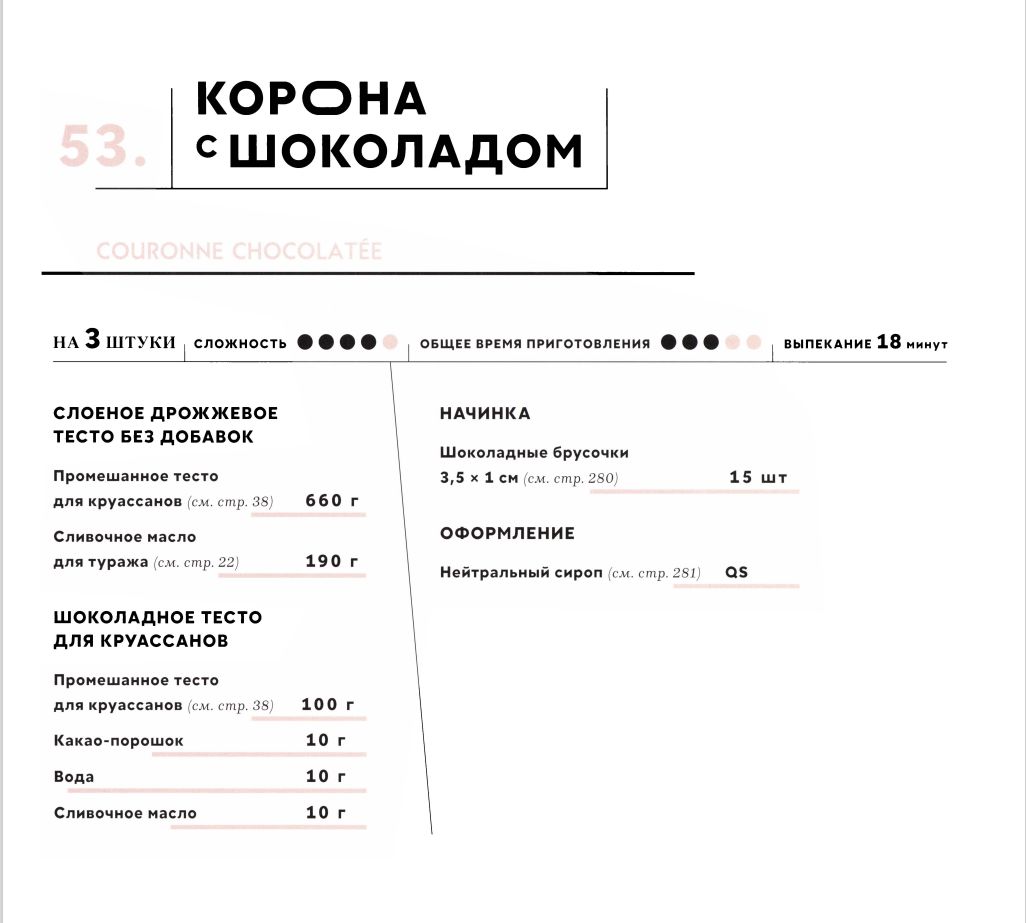 53.
КОРОНА
С ШОКОЛАДОМ
COURONNE CHOCOLATÉE
НА 3 ШТУКИ СЛОЖНОСТЬ ОБЩЕЕ ВРЕМЯ ПРИГОТОВЛЕНИЯ ВЫПЕКАНИЕ 18 минут
СЛОЕНОЕ ДРОЖЖЕВОЕ
ТЕСТО БЕЗ ДОБАВОК
Промешанное тесто
для круассанов (см. стр. 38) 660 г
Сливочное масло
для туража (см. стр. 22) 190 г
ШОКОЛАДНОЕ ТЕСТО
ДЛЯ КРУАССАНОВ
Промешанное тесто
для круассанов (см. стр. 38) 100 г
Какао-порошок 10 г
Вода 10 г
Сливочное масло 10 г
НАЧИНКА
Шоколадные брусочки
3,5 × 1 см (см. стр. 280) 15 шт
ОФОРМЛЕНИЕ
Нейтральный сироп (см. стр. 281) QS